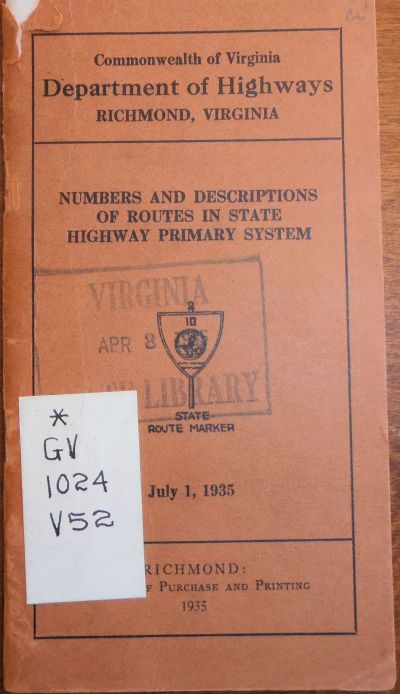 Commonwealth of Virginia
Department of Highways
RICHMOND, VIRGINIA
NUMBERS AND DESCRIPTIONS
OF ROUTES IN STATE
HIGHWAY PRIMARY SYSTEM
VIRGINIA
APR 8
LIBRARY
10
STATE
ROUTE MARKER
*
GV
1024
V52
July 1, 1935
RICHMOND:
PURCHASE AND PRINTING
1935